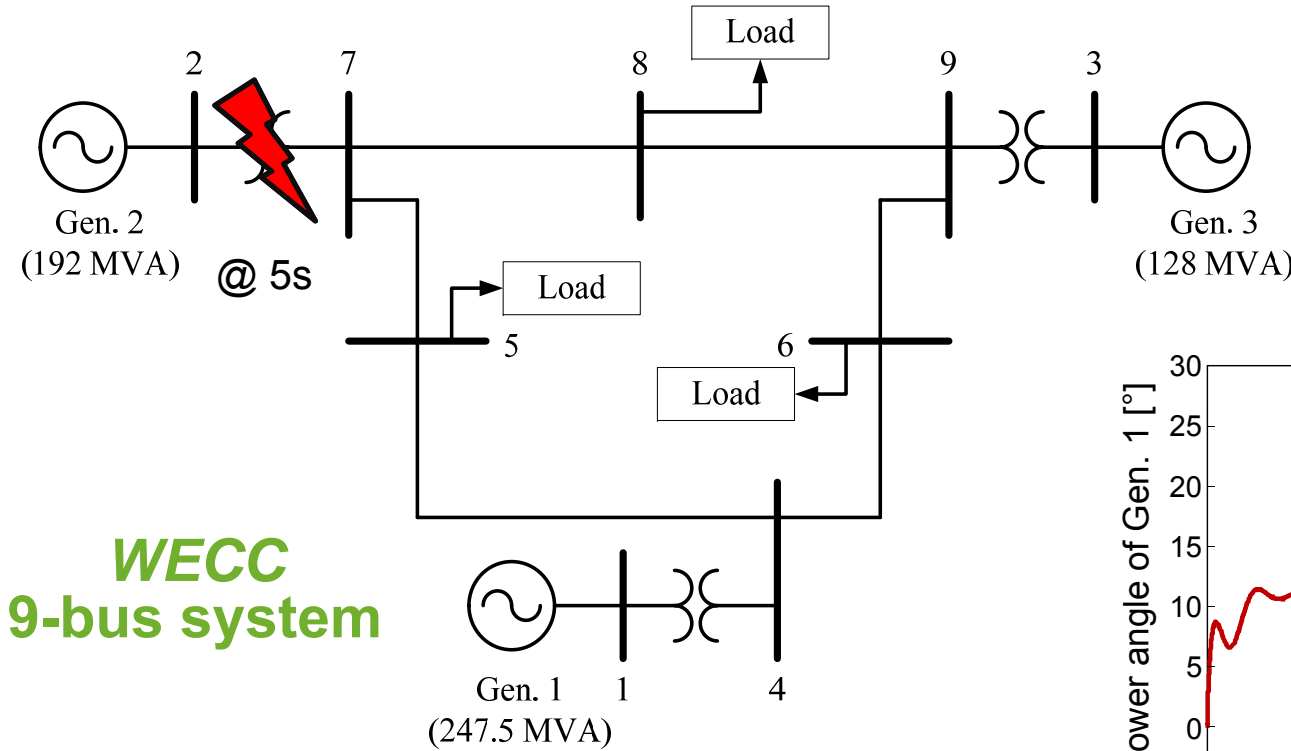 Load
2
7
8
9
3
Gen. 2
(192 MVA)
@ 5s
Gen. 3
(128 MVA)
Load
5
6
Load
WECC
9-bus system
Gen. 1
(247.5 MVA)
1
4
ower angle of Gen. 1 [°]
30
25
20
15
10
5
0